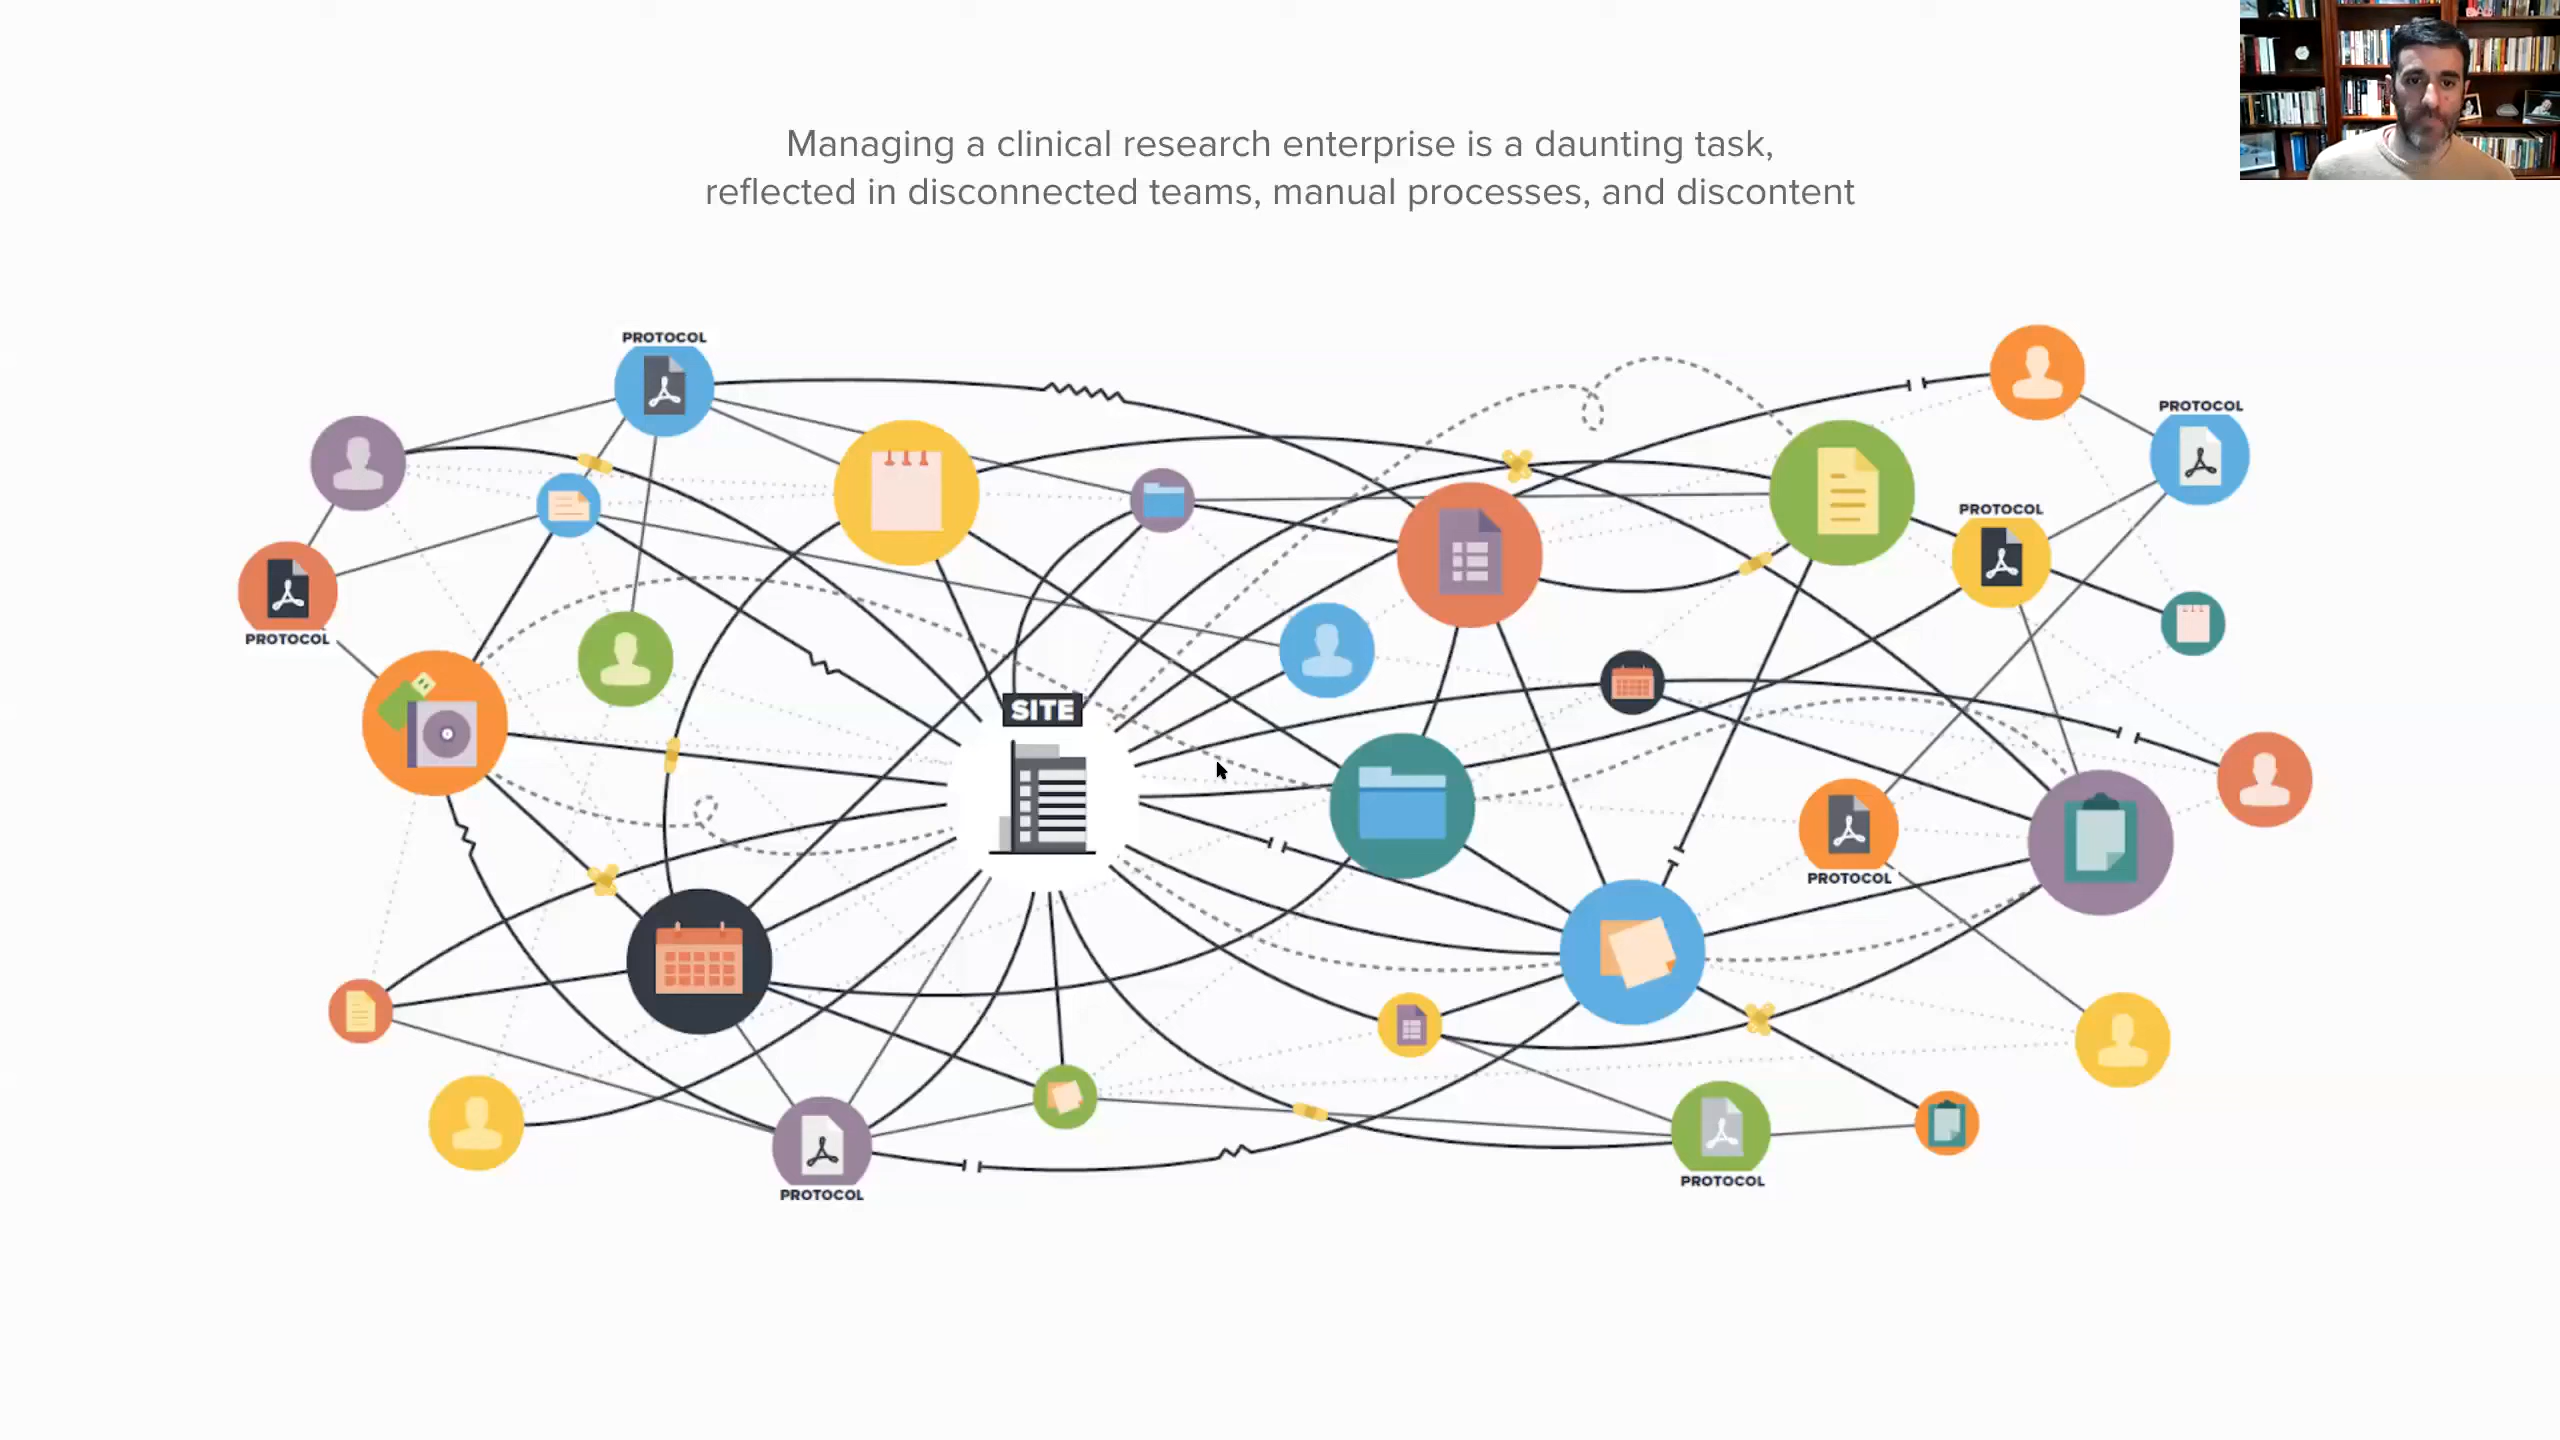 Managing a clinical research enterprise is a daunting task,
reflected in disconnected teams, manual processes, and discontent
PROTOCOL
PROTOCOL
PROTOCOL
PROTOCOL
SITE
PROTOCOL
PROTOCOL
PROTOCOL